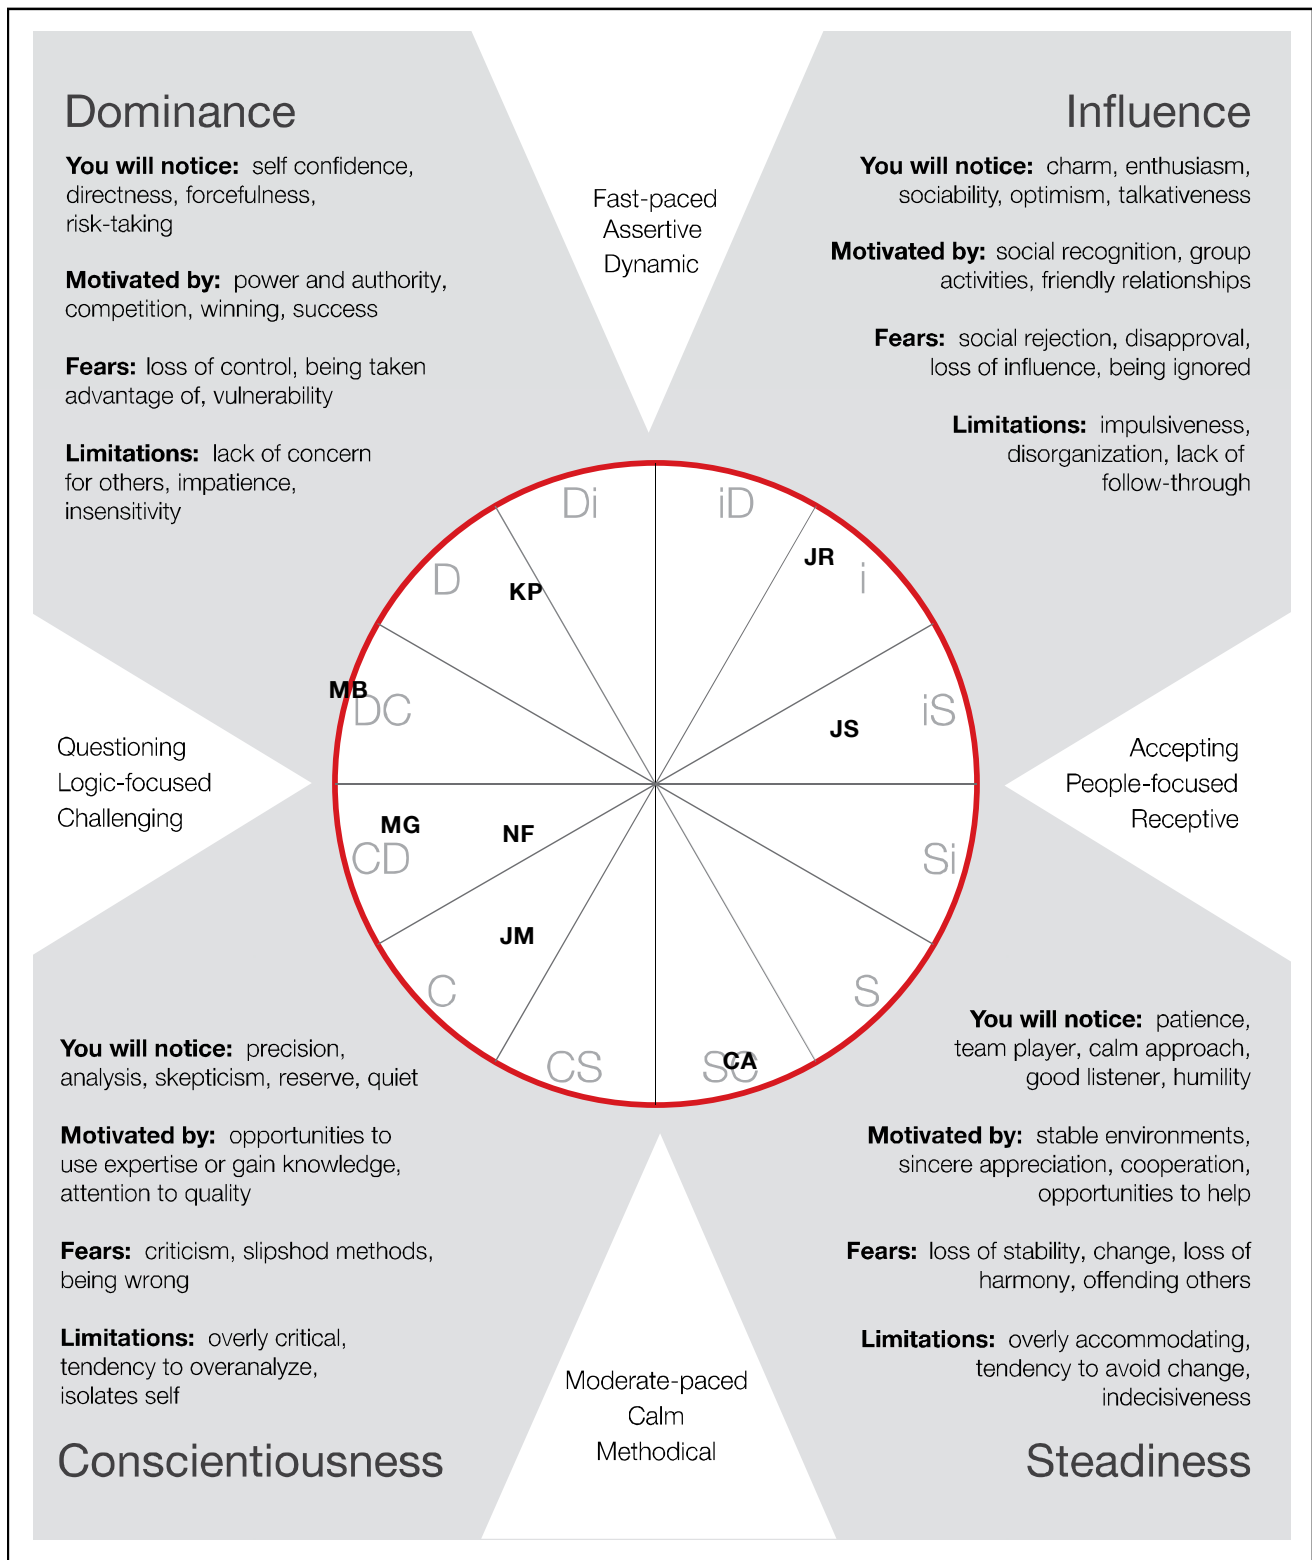 Dominance
You will notice: self confidence,
directness, forcefulness,
risk-taking
Motivated by: power and authority,
competition, winning, success
Fears: loss of control, being taken
advantage of, vulnerability
Limitations: lack of concern
for others, impatience,
insensitivity
Fast-paced
Assertive
Dynamic
Influence
You will notice: charm, enthusiasm,
sociability, optimism, talkativeness
Motivated by: social recognition, group
activities, friendly relationships
Fears: social rejection, disapproval,
loss of influence, being ignored
Limitations: impulsiveness,
disorganization, lack of
follow-through
Di
iD
JR
D
KP
i
MB
DC
JS
iS
Questioning
Logic-focused
Challenging
Accepting
People-focused
Receptive
MG
NF
CD
Si
JM
C
S
CS
SC
CA
You will notice: precision,
analysis, skepticism, reserve, quiet
Motivated by: opportunities to
use expertise or gain knowledge,
attention to quality
Fears: criticism, slipshod methods,
being wrong
Limitations: overly critical,
tendency to overanalyze,
isolates self
Conscientiousness
Moderate-paced
Calm
Methodical
You will notice: patience,
team player, calm approach,
good listener, humility
Motivated by: stable environments,
sincere appreciation, cooperation,
opportunities to help
Fears: loss of stability, change, loss of
harmony, offending others
Limitations: overly accommodating,
tendency to avoid change,
indecisiveness
Steadiness